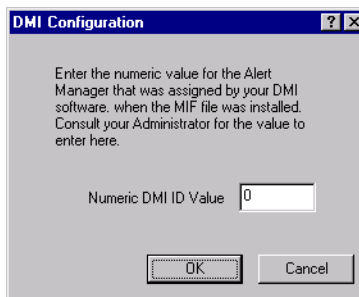 DMI Configuration
Enter the numeric value for the Alert
Manager that was assigned by your DMI
software. when the MIF file was installed.
Consult your Administrator for the value to
enter here.
Numeric DMI ID Value 0
OK Cancel